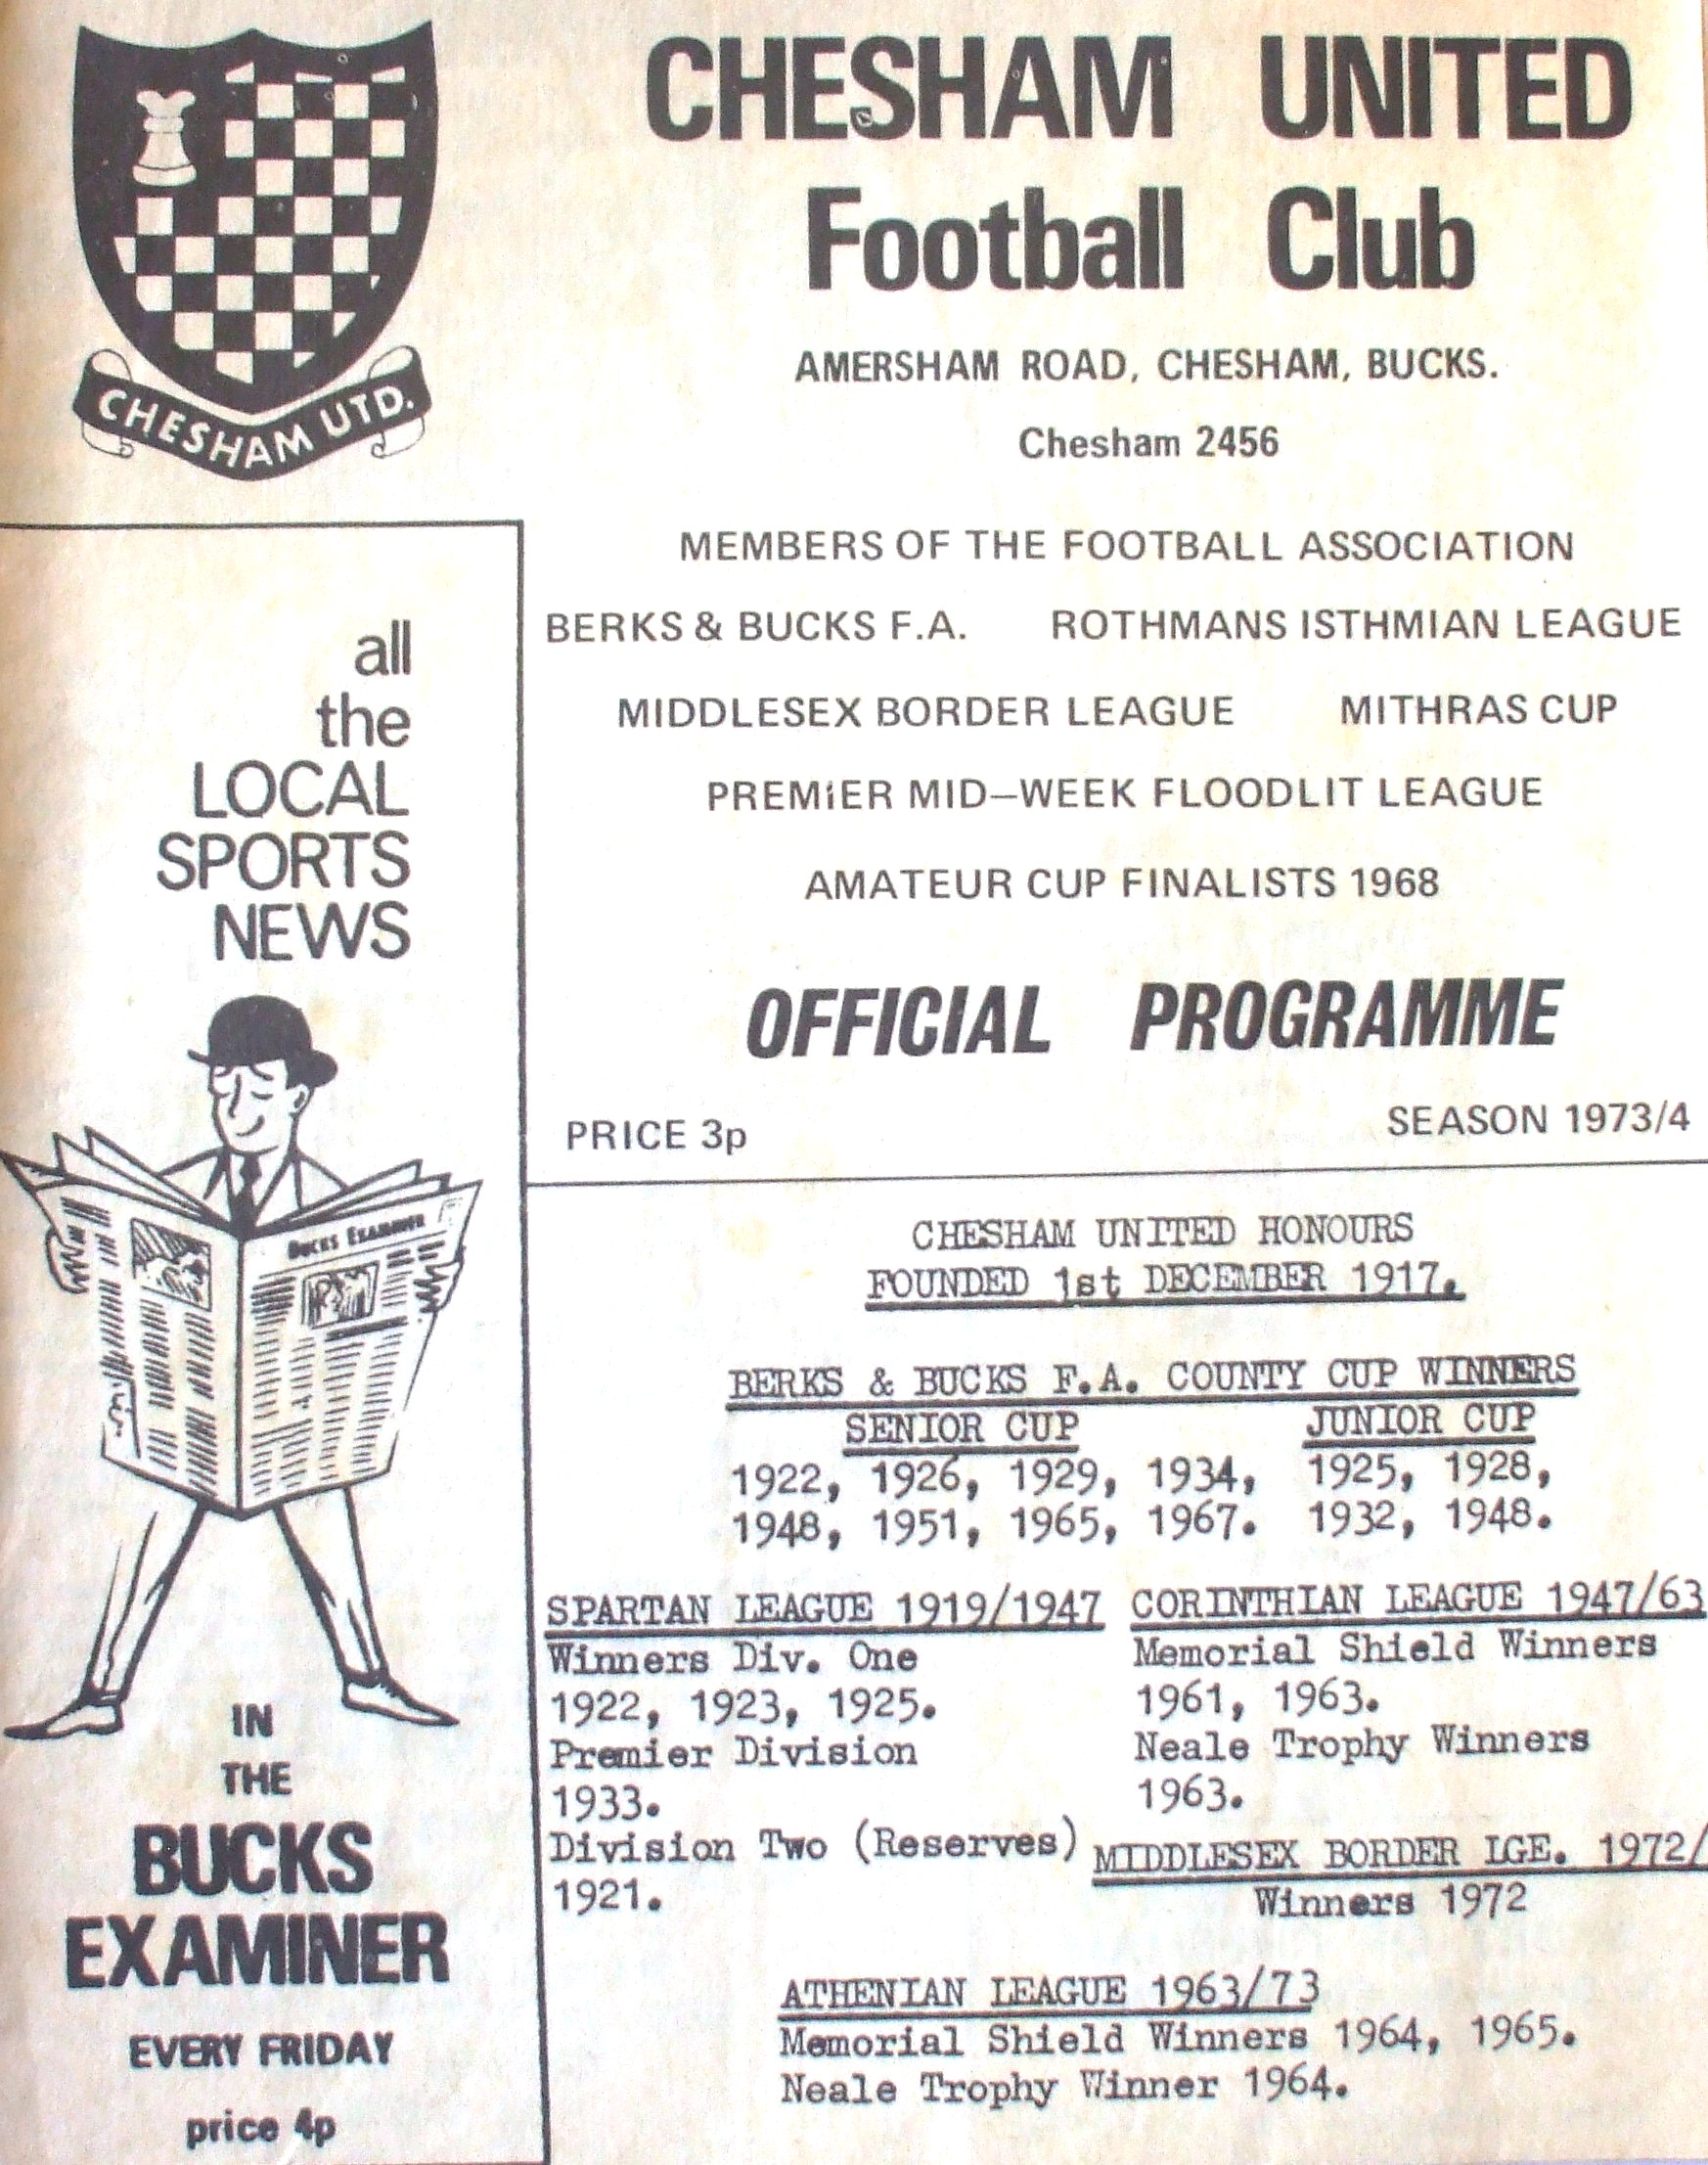 CHESHAM UTD.
CHESHAM UNITED
Football Club
AMERSHAM ROAD, CHESHAM, BUCKS.
Chesham 2456
MEMBERS OF THE FOOTBALL ASSOCIATION
BERKS & BUCKS F.A. ROTHMANS ISTHMIAN LEAGUE
MIDDLESEX BORDER LEAGUE MITHRAS CUP
PREMiER MID–WEEK FLOODLIT LEAGUE
AMATEUR CUP FINALISTS 1968
OFFICIAL PROGRAMME
PRICE 3p SEASON 1973/4
all
the
LOCAL
SPORTS
NEWS
BUCKS EXAMINER
IN
THE
BUCKS
EXAMINER
EVERY FRIDAY
price 4p
CHESHAM UNITED HONOURS
FOUNDED 1st DECEMBER 1917.
BERKS & BUCKS F.A. COUNTY CUP WINNERS
SENIOR CUP JUNIOR CUP
1922, 1926, 1929, 1934, 1925, 1928,
1948, 1951, 1965, 1967. 1932, 1948.
SPARTAN LEAGUE 1919/1947
Winners Div. One
1922, 1923, 1925.
Premier Division
1933.
Division Two (Reserves)
1921.
CORINTHIAN LEAGUE 1947/63
Memorial Shield Winners
1961, 1963.
Neale Trophy Winners
1963.
MIDDLESEX BORDER LGE. 1972/
Winners 1972
ATHENIAN LEAGUE 1963/73
Memorial Shield Winners 1964, 1965.
Neale Trophy Winner 1964.